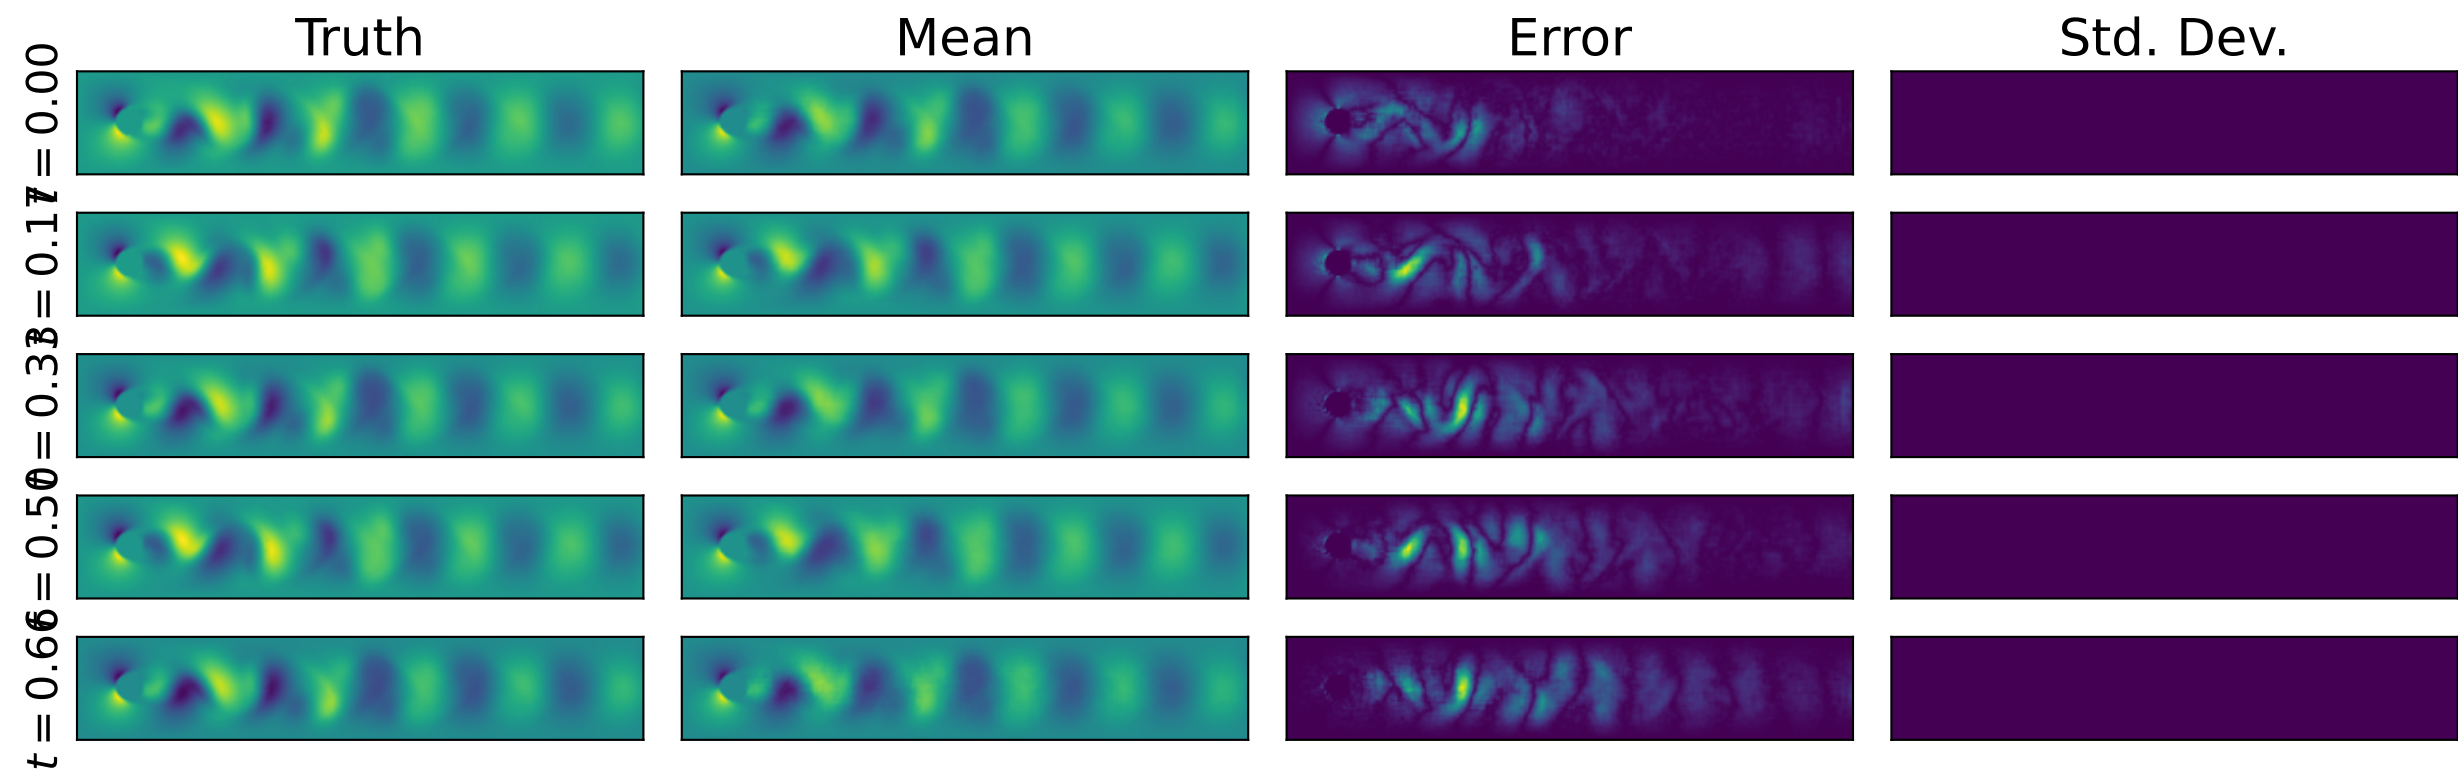 Truth Mean Error Std. Dev.
t = 0.00
t = 0.17
t = 0.33
t = 0.50
t = 0.66